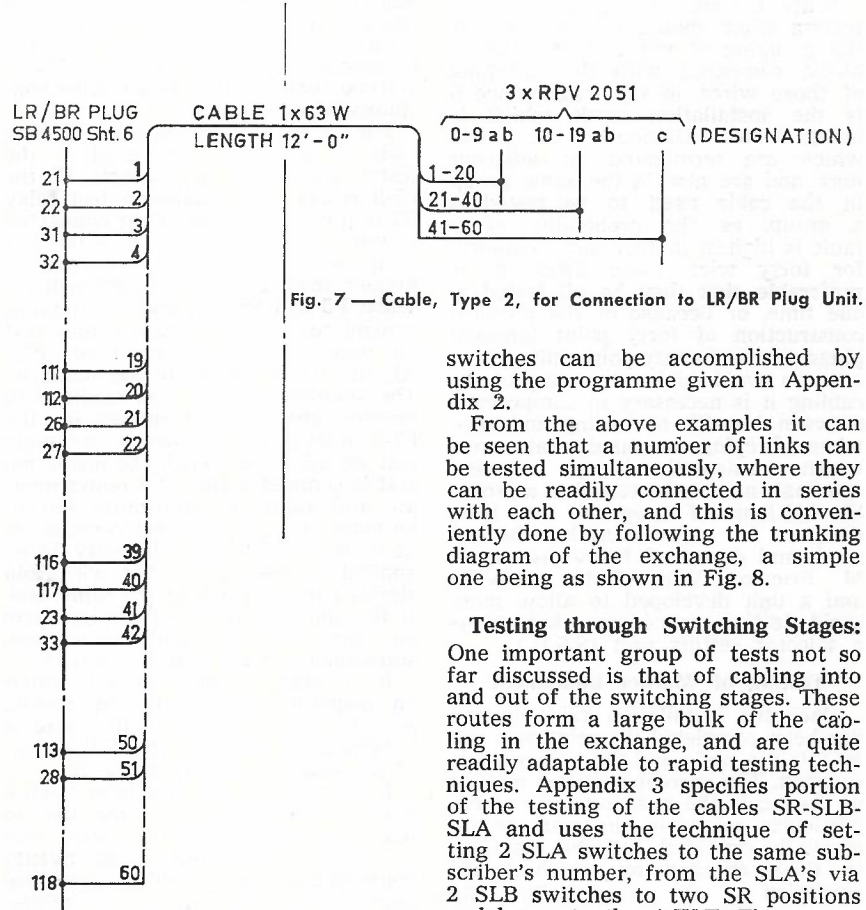 3 x RPV 2051
LR/BR PLUG
SB 4500 Sht. 6
CABLE 1x63 W
LENGTH 12'-0"
0-9 a b 10-19 ab c (DESIGNATION)
21 1
22 2
31 3
32 4
1-20
21-40
41-60
Fig. 7 — Cable, Type 2, for Connection to LR/BR Plug Unit.
111 19
112 20
26 21
27 22
116 39
117 40
23 41
33 42
113 50
28 51
118 60
switches can be accomplished by
using the programme given in Appen-
dix 2.
From the above examples it can
be seen that a number of links can
be tested simultaneously, where they
can be readily connected in series
with each other, and this is conven-
iently done by following the trunking
diagram of the exchange, a simple
one being as shown in Fig. 8.
Testing through Switching Stages:
One important group of tests not so
far discussed is that of cabling into
and out of the switching stages. These
routes form a large bulk of the cab-
ling in the exchange, and are quite
readily adaptable to rapid testing tech-
niques. Appendix 3 specifies portion
of the testing of the cables SR-SLB-
SLA and uses the technique of set-
ting 2 SLA switches to the same sub-
scriber's number, from the SLA's via
2 SLB switches to two SR positions